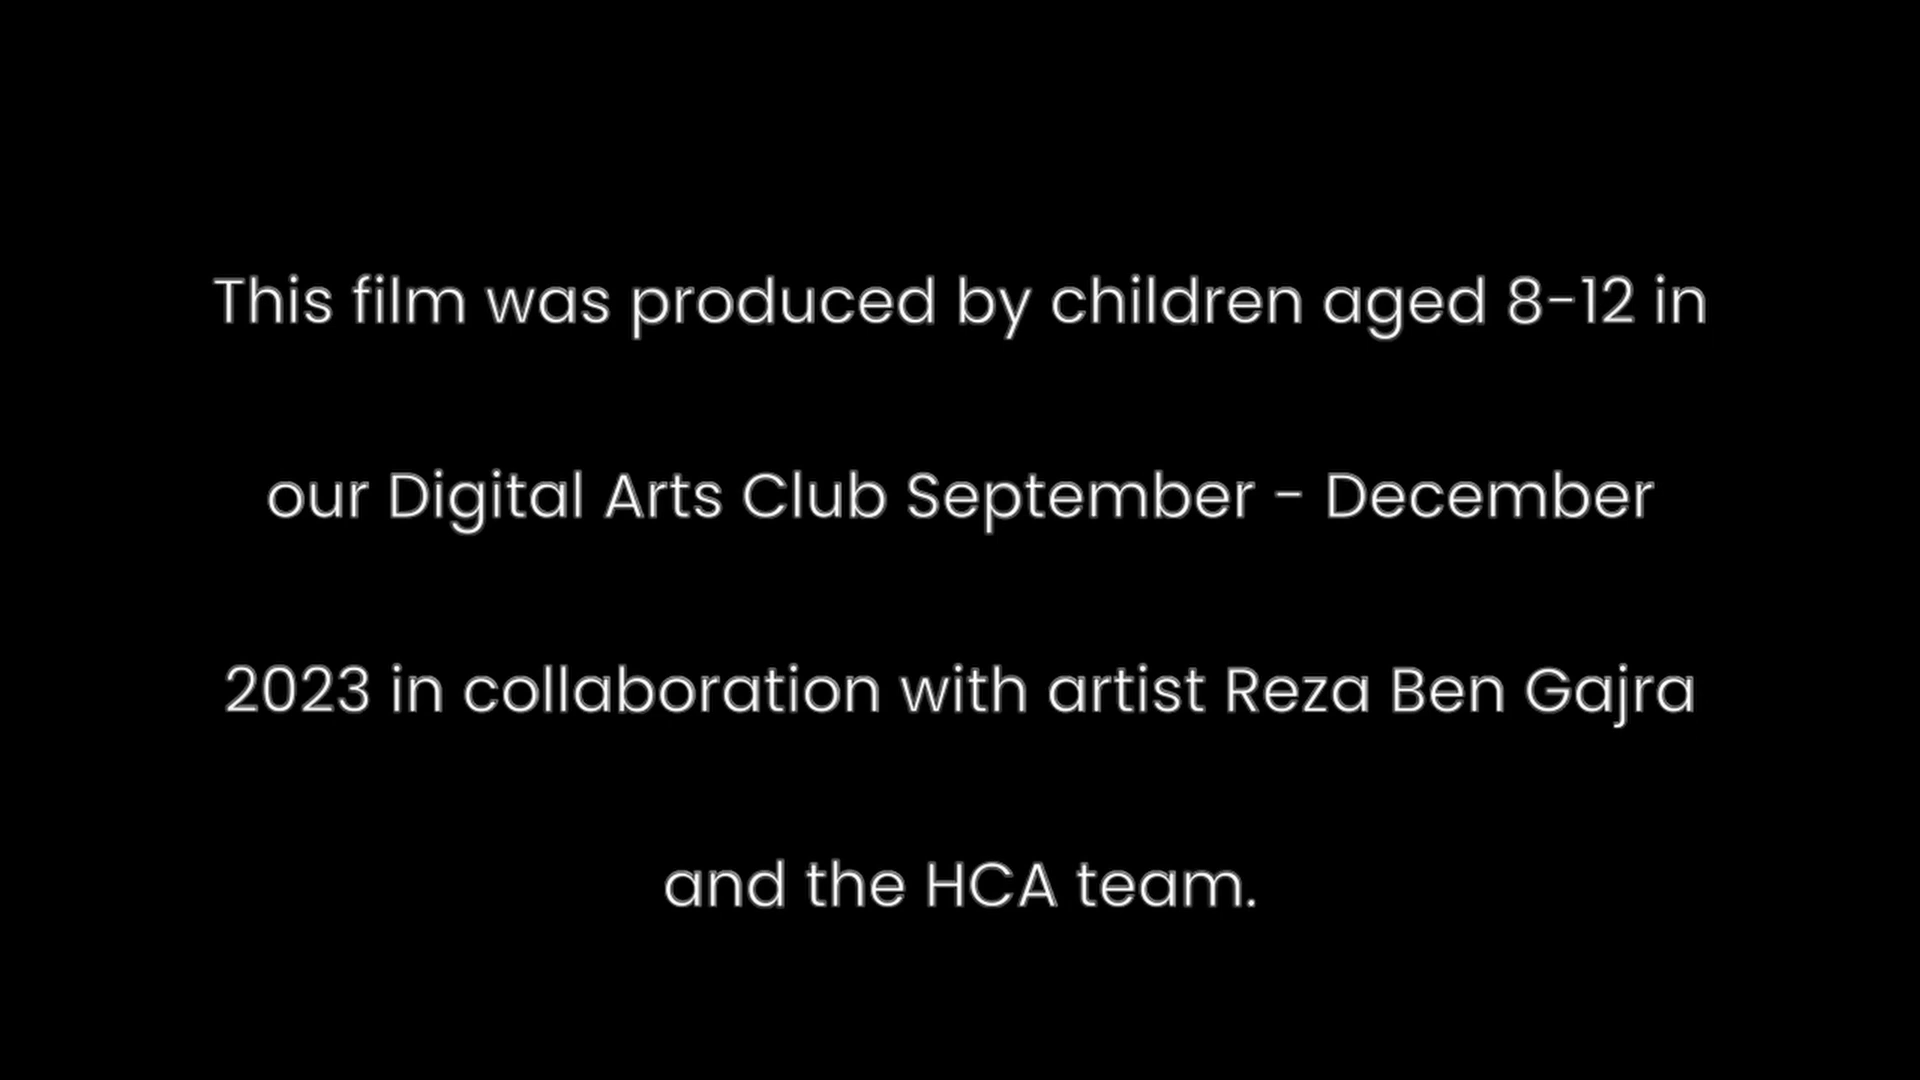 This film was produced by children aged 8-12 in
our Digital Arts Club September - December
2023 in collaboration with artist Reza Ben Gajra
and the HCA team.